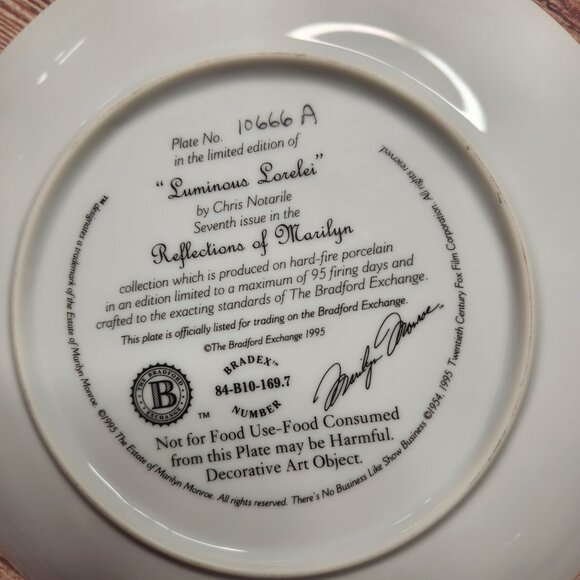 Plate No. 10666 A
in the limited edition of
"Luminous Lorelei"
by Chris Notarile
Seventh issue in the
Reflections of Marilyn
collection which is produced on hard-fire porcelain
in an edition limited to a maximum of 95 firing days and
crafted to the exacting standards of The Bradford Exchange.
This plate is officially listed for trading on the Bradford Exchange.
©The Bradford Exchange 1995
THE BRADFORD
B
EXCHANGE
™
BRADEX™
84-B10-169.7
NUMBER
Marilyn Monroe
Not for Food Use-Food Consumed
from this Plate may be Harmful.
Decorative Art Object.
™ designates a trademark of the Estate of Marilyn Monroe. ©1995 The Estate of Marilyn Monroe. All rights reserved. There's No Business Like Show Business ©1954, 1995 Twentieth Century Fox Film Corporation. All rights reserved.